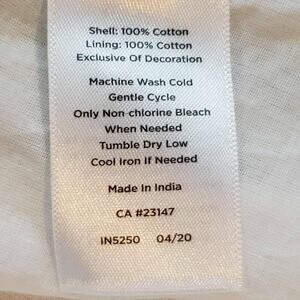 Shell: 100% Cotton
Lining: 100% Cotton
Exclusive Of Decoration
Machine Wash Cold
Gentle Cycle
Only Non-chlorine Bleach
When Needed
Tumble Dry Low
Cool Iron If Needed
Made In India
CA #23147
IN5250 04/20